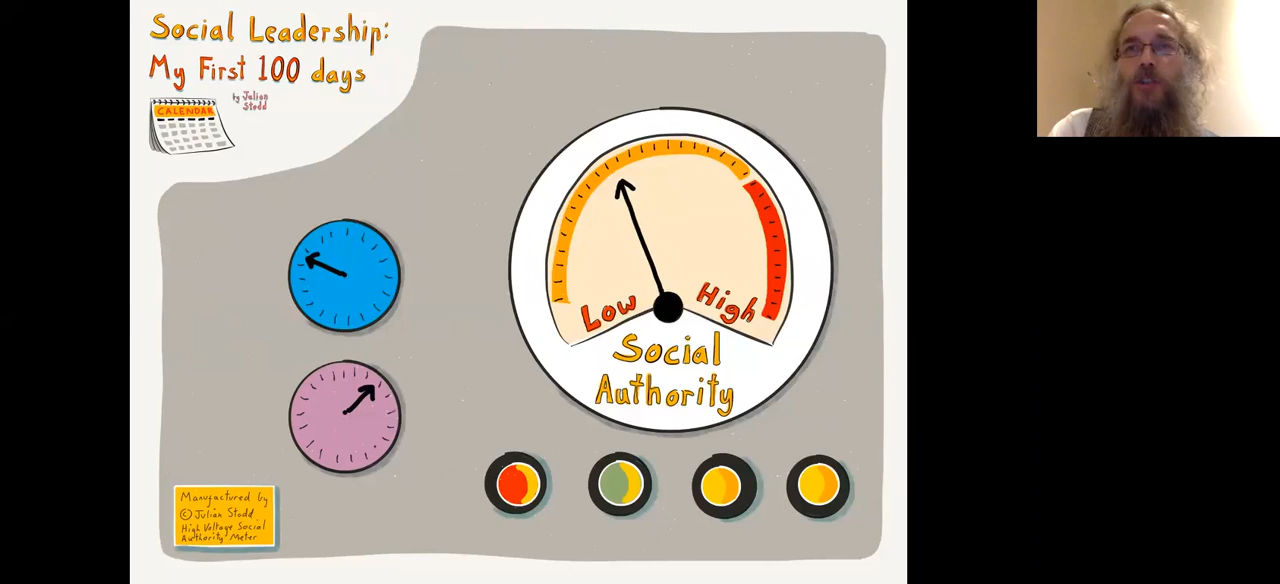 Social Leadership:
My First 100 days
by Julian
Stodd
CALENDAR
Low
High
Social
Authority
Manufactured by
© Julian Stodd
High Voltage Social
Authority Meter